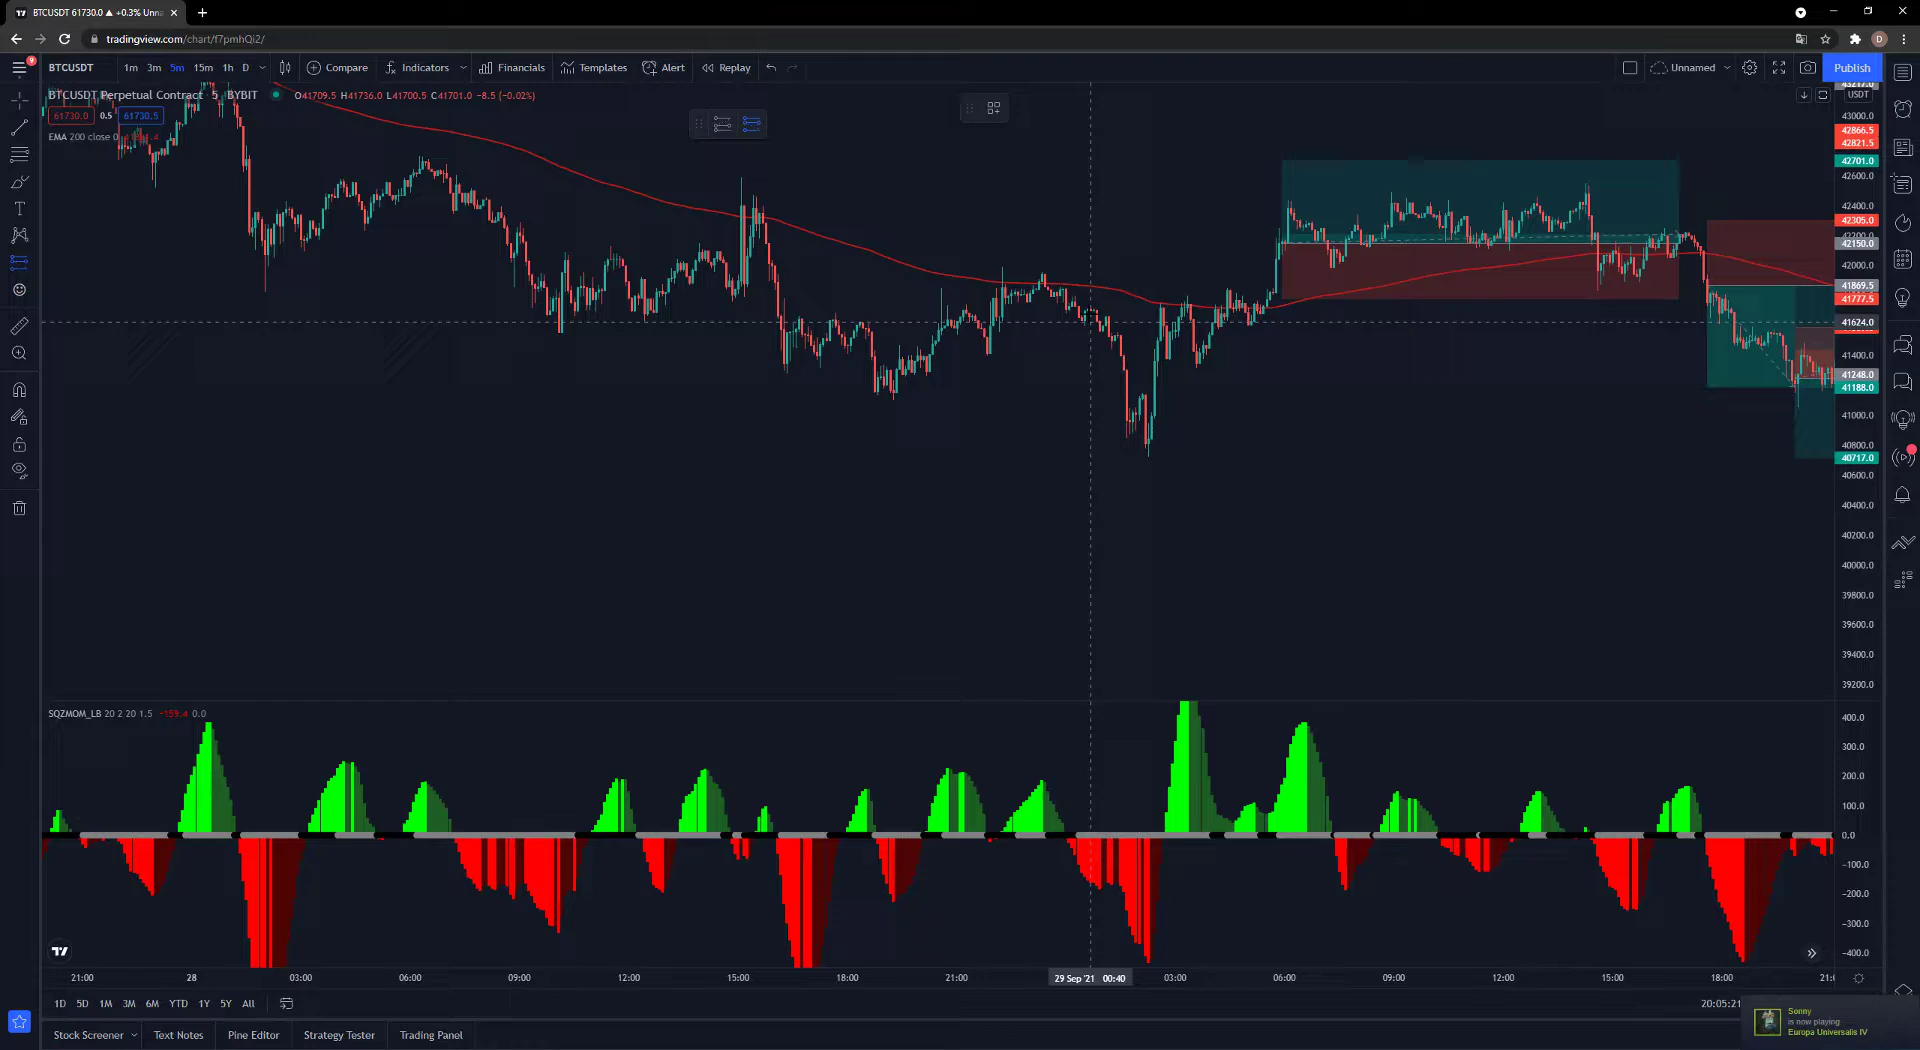 BTCUSDT 61730.0 ▲ +0.3% Unna
tradingview.com/chart/f7pmhQi2/
D
9
BTCUSDT 1m 3m 5m 15m 1h D Compare Indicators Financials Templates Alert Replay Unnamed Publish
BTCUSDT Perpetual Contract · 5 · BYBIT O41709.5 H41736.0 L41700.5 C41701.0 -8.5 (-0.02%)
61730.0 0.5 61730.5
EMA 200 close 0
USDT
43217.0
43000.0
42866.5
42821.5
42701.0
42600.0
42400.0
42305.0
42200.0
42150.0
42000.0
41869.5
41777.5
41624.0
41400.0
41248.0
41188.0
41000.0
40800.0
40717.0
40600.0
40400.0
40200.0
40000.0
39800.0
39600.0
39400.0
39200.0
SQZMOM_LB 20 2 20 1.5 -159.4 0.0
400.0
300.0
200.0
100.0
0.0
-100.0
-200.0
-300.0
-400.0
21:00 28 03:00 06:00 09:00 12:00 15:00 18:00 21:00 29 Sep '21 00:40 03:00 06:00 09:00 12:00 15:00 18:00
1D 5D 1M 3M 6M YTD 1Y 5Y All
20:05:21
Stock Screener Text Notes Pine Editor Strategy Tester Trading Panel
Sonny
is now playing
Europa Universalis IV